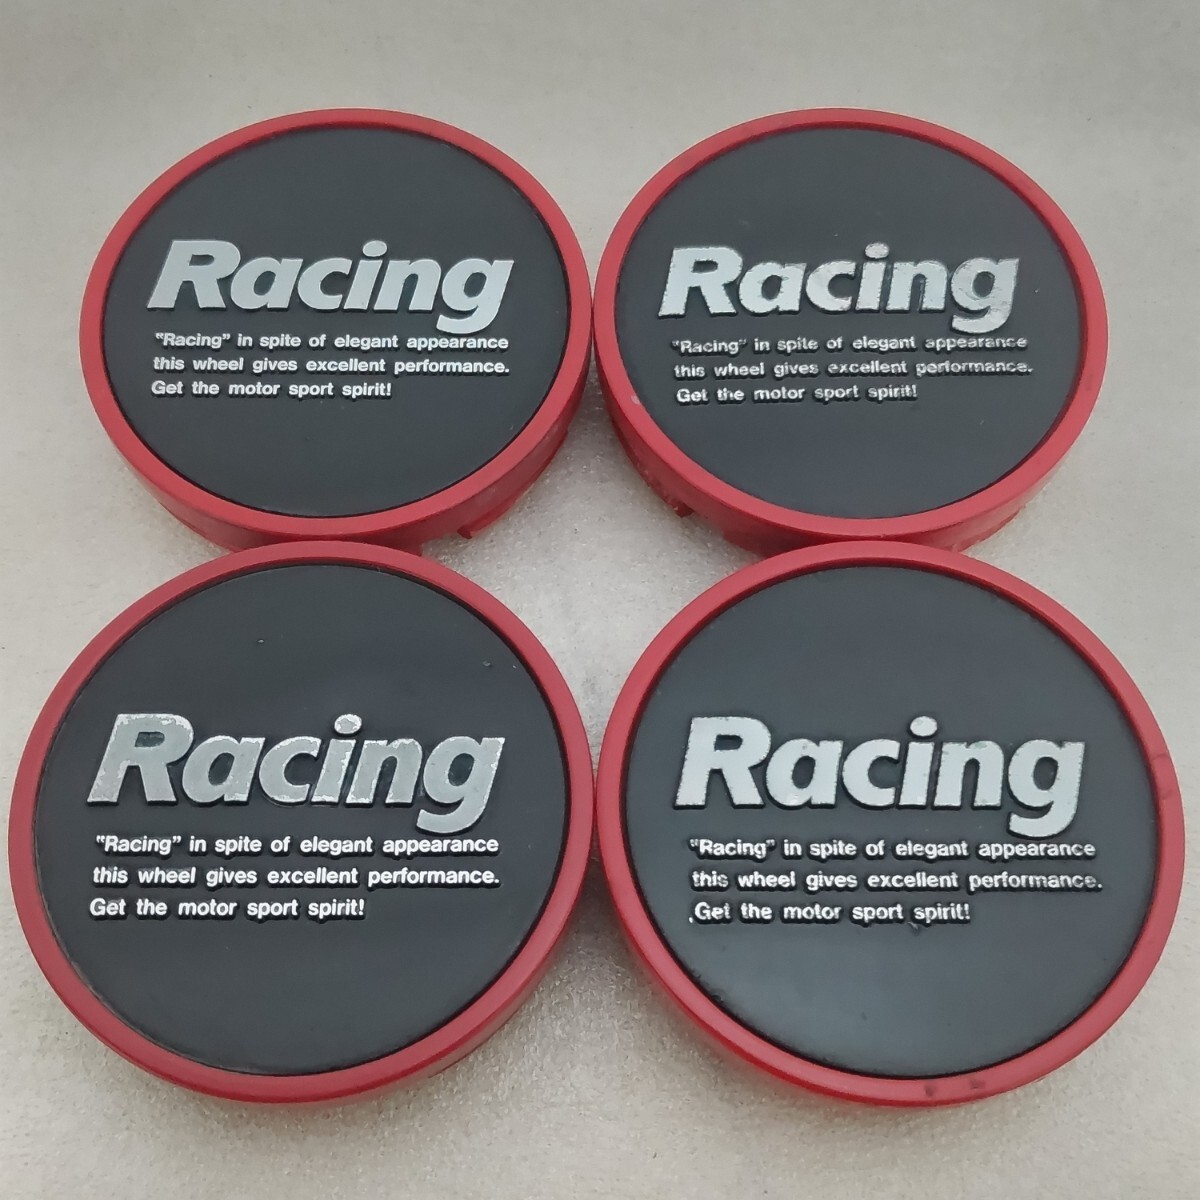 Racing
"Racing" in spite of elegant appearance
this wheel gives excellent performance.
Get the motor sport spirit!
Racing
"Racing" in spite of elegant appearance
this wheel gives excellent performance.
Get the motor sport spirit!
Racing
"Racing" in spite of elegant appearance
this wheel gives excellent performance.
Get the motor sport spirit!
Racing
"Racing" in spite of elegant appearance
this wheel gives excellent performance.
Get the motor sport spirit!